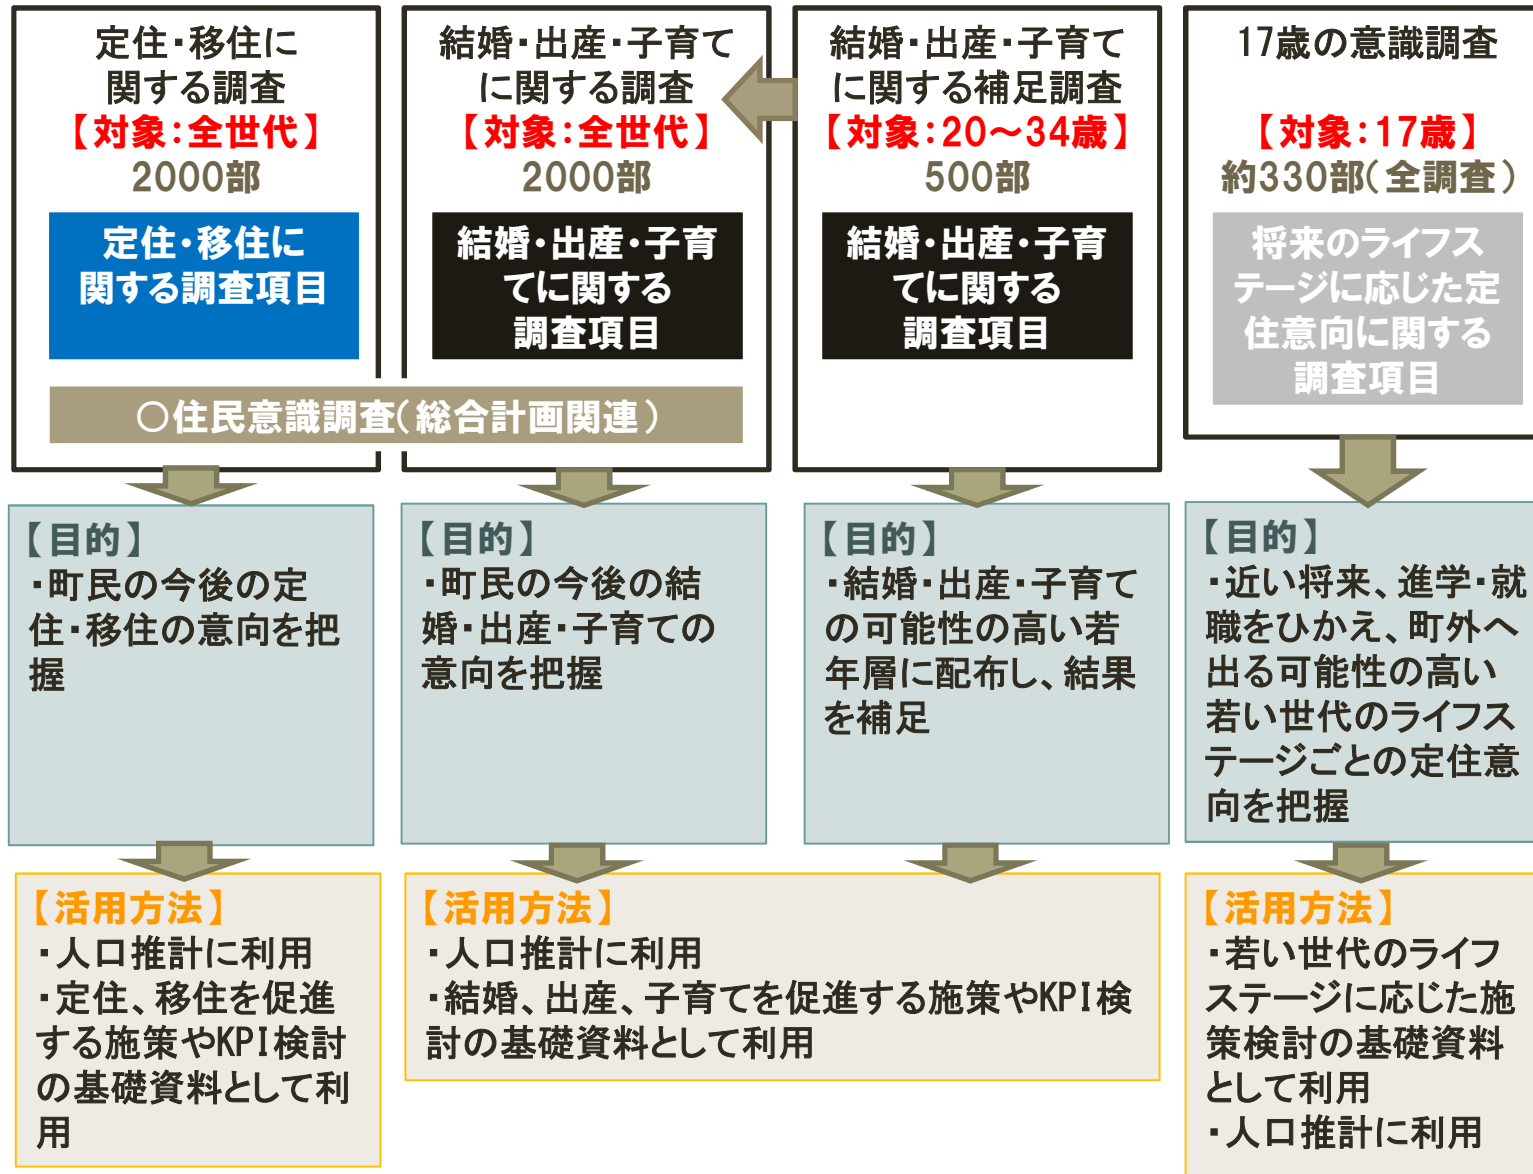 定住・移住に
関する調査
【対象：全世代】
2000部
定住・移住に
関する調査項目
結婚・出産・子育て
に関する調査
【対象：全世代】
2000部
結婚・出産・子育
てに関する
調査項目
○住民意識調査（総合計画関連）
結婚・出産・子育て
に関する補足調査
【対象：20～34歳】
500部
結婚・出産・子育
てに関する
調査項目
17歳の意識調査
【対象：17歳】
約330部（全調査）
将来のライフス
テージに応じた定
住意向に関する
調査項目
【目的】
・町民の今後の定
住・移住の意向を把
握
【目的】
・町民の今後の結
婚・出産・子育ての
意向を把握
【目的】
・結婚・出産・子育て
の可能性の高い若
年層に配布し、結果
を補足
【目的】
・近い将来、進学・就
職をひかえ、町外へ
出る可能性の高い
若い世代のライフス
テージごとの定住意
向を把握
【活用方法】
・人口推計に利用
・定住、移住を促進
する施策やKPI検討
の基礎資料として利
用
【活用方法】
・人口推計に利用
・結婚、出産、子育てを促進する施策やKPI検
討の基礎資料として利用
【活用方法】
・若い世代のライフ
ステージに応じた施
策検討の基礎資料
として利用
・人口推計に利用